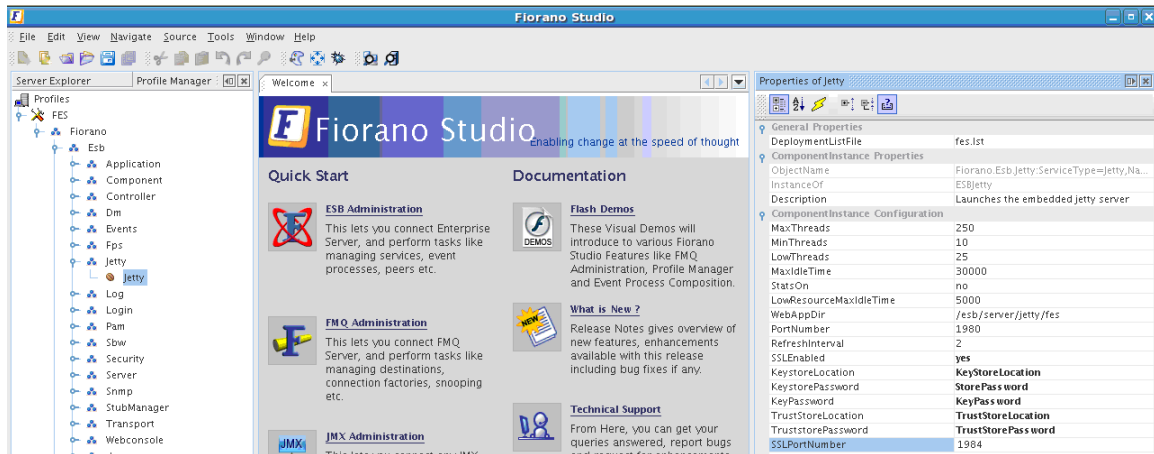 Fiorano Studio
File Edit View Navigate Source Tools Window Help
Server Explorer Profile Manager
Profiles
FES
Fiorano
Esb
Application
Component
Controller
Dm
Events
Fps
Jetty
Jetty
Log
Login
Pam
Sbw
Security
Server
Snmp
StubManager
Transport
Webconsole
Welcome
Fiorano Studio
Enabling change at the speed of thought
Quick Start
ESB Administration
This lets you connect Enterprise
Server, and perform tasks like
managing services, event
processes, peers etc.
FMQ Administration
This lets you connect FMQ
Server, and perform tasks like
managing destinations,
connection factories, snooping
etc.
JMX
JMX Administration
Documentation
DEMOS
Flash Demos
These Visual Demos will
introduce to various Fiorano
Studio Features like FMQ
Administration, Profile Manager
and Event Process Composition.
NEW
What is New ?
Release Notes gives overview of
new features, enhancements
available with this release
including bug fixes if any.
Technical Support
From Here, you can get your
queries answered, report bugs
Properties of Jetty
General Properties
DeploymentListFile fes.lst
ComponentInstance Properties
ObjectName Fiorano.Esb.Jetty:ServiceType=Jetty,Na...
InstanceOf ESBJetty
Description Launches the embedded jetty server
ComponentInstance Configuration
MaxThreads 250
MinThreads 10
LowThreads 25
MaxIdleTime 30000
StatsOn no
LowResourceMaxIdleTime 5000
WebAppDir /esb/server/jetty/fes
PortNumber 1980
RefreshInterval 2
SSLEnabled yes
KeystoreLocation KeyStoreLocation
KeystorePassword StorePassword
KeyPassword KeyPassword
TrustStoreLocation TrustStoreLocation
TruststorePassword TrustStorePassword
SSLPortNumber 1984